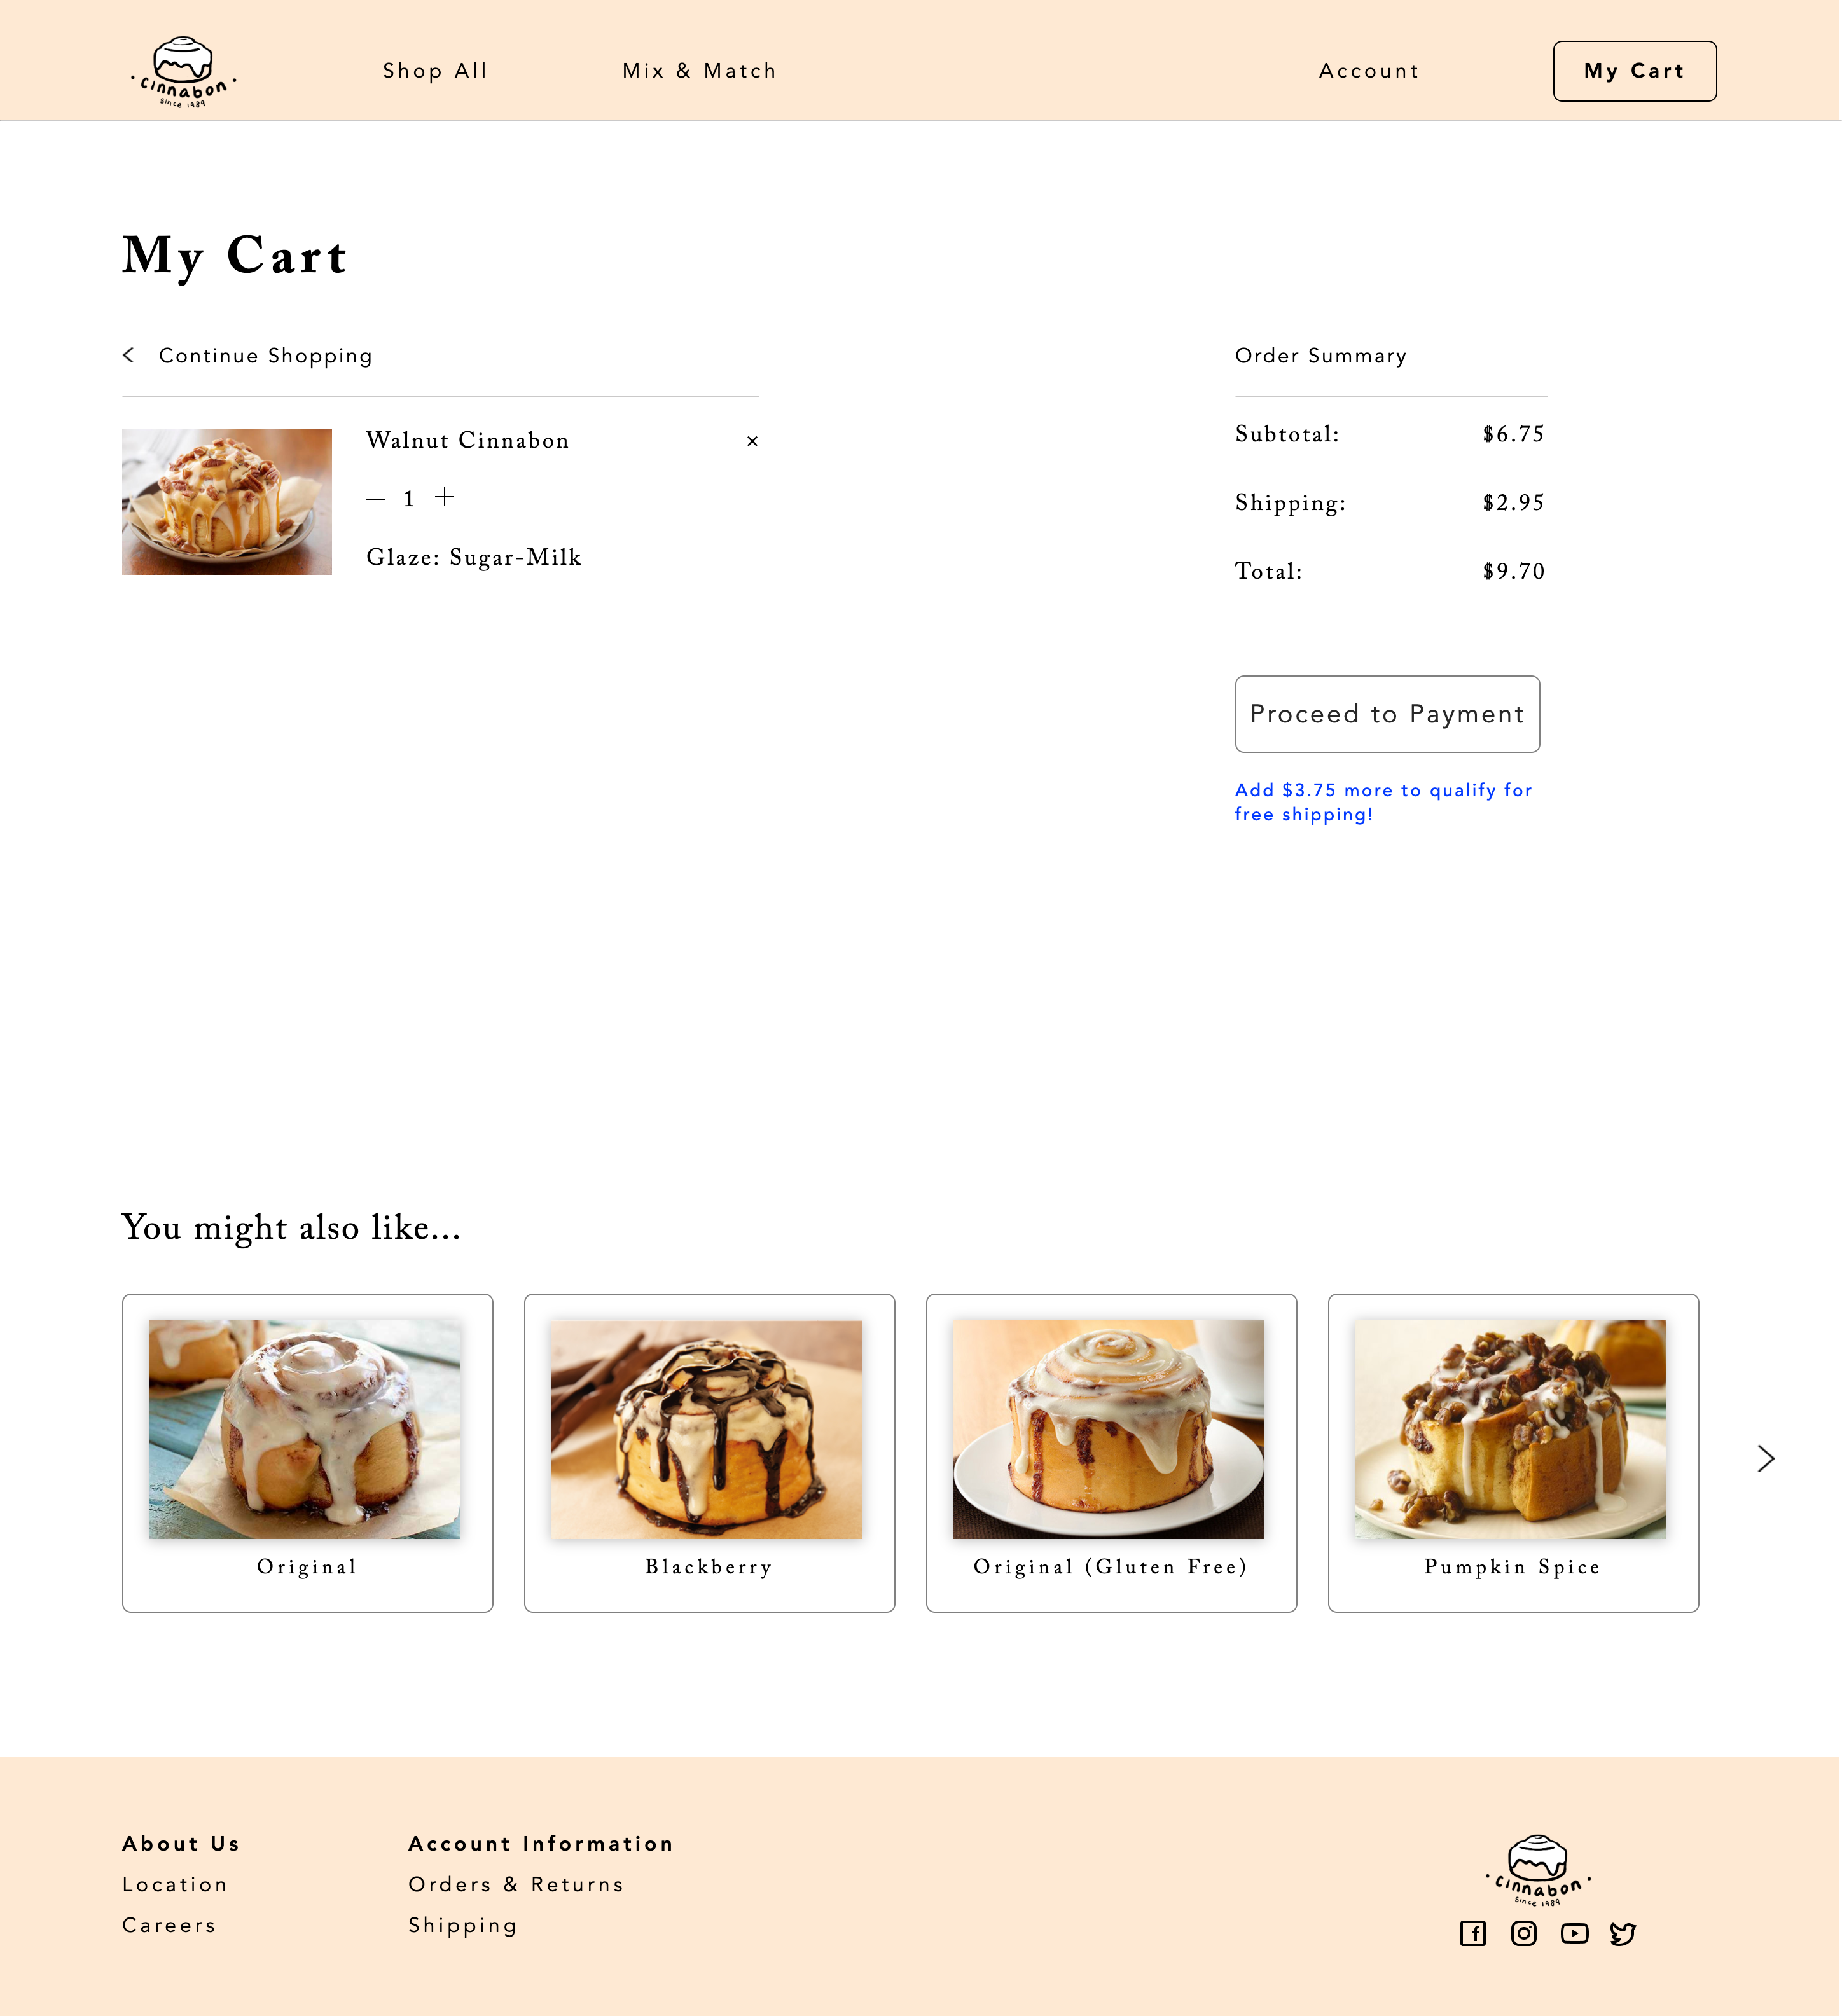 cinnabon
since 1989
Shop All
Mix & Match
Account
My Cart
My Cart
Continue Shopping
Walnut Cinnabon
1
Glaze: Sugar-Milk
Order Summary
Subtotal: $6.75
Shipping: $2.95
Total: $9.70
Proceed to Payment
Add $3.75 more to qualify for
free shipping!
You might also like...
Original
Blackberry
Original (Gluten Free)
Pumpkin Spice
About Us
Location
Careers
Account Information
Orders & Returns
Shipping
cinnabon
since 1989